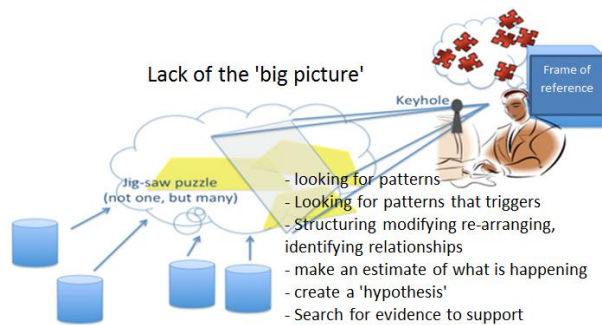 Lack of the 'big picture'
Frame of
reference
Keyhole
Jig-saw puzzle
(not one, but many)
- looking for patterns
- Looking for patterns that triggers
- Structuring modifying re-arranging,
identifying relationships
- make an estimate of what is happening
- create a 'hypothesis'
- Search for evidence to support